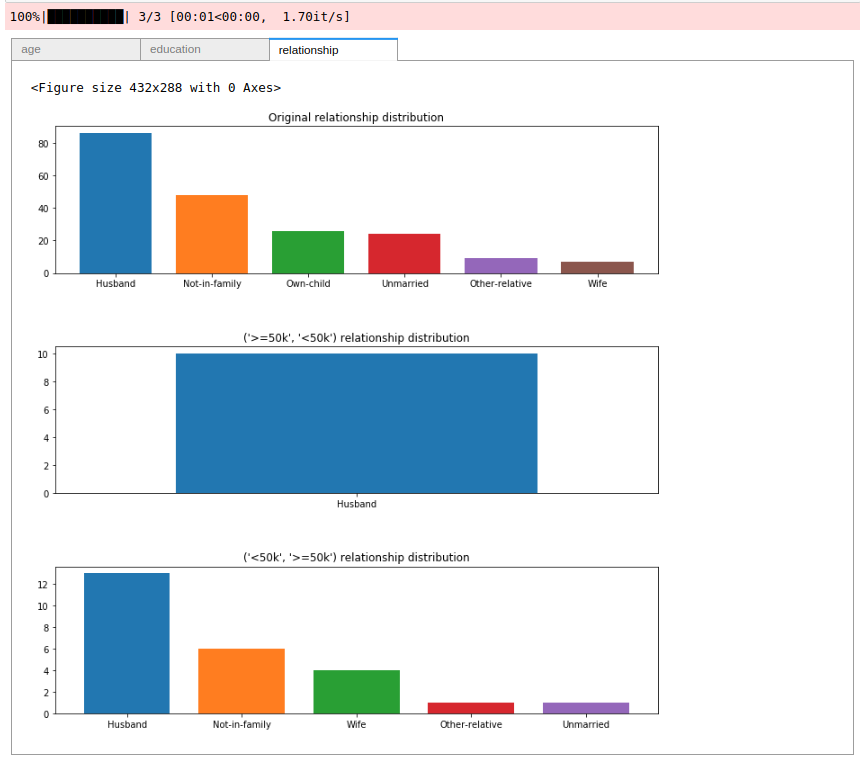 100%|██████████| 3/3 [00:01<00:00,  1.70it/s]
age education relationship
<Figure size 432x288 with 0 Axes>
Original relationship distribution
80
60
40
20
0
Husband Not-in-family Own-child Unmarried Other-relative Wife
('>=50k', '<50k') relationship distribution
10
8
6
4
2
0
Husband
('<50k', '>=50k') relationship distribution
12
10
8
6
4
2
0
Husband Not-in-family Wife Other-relative Unmarried